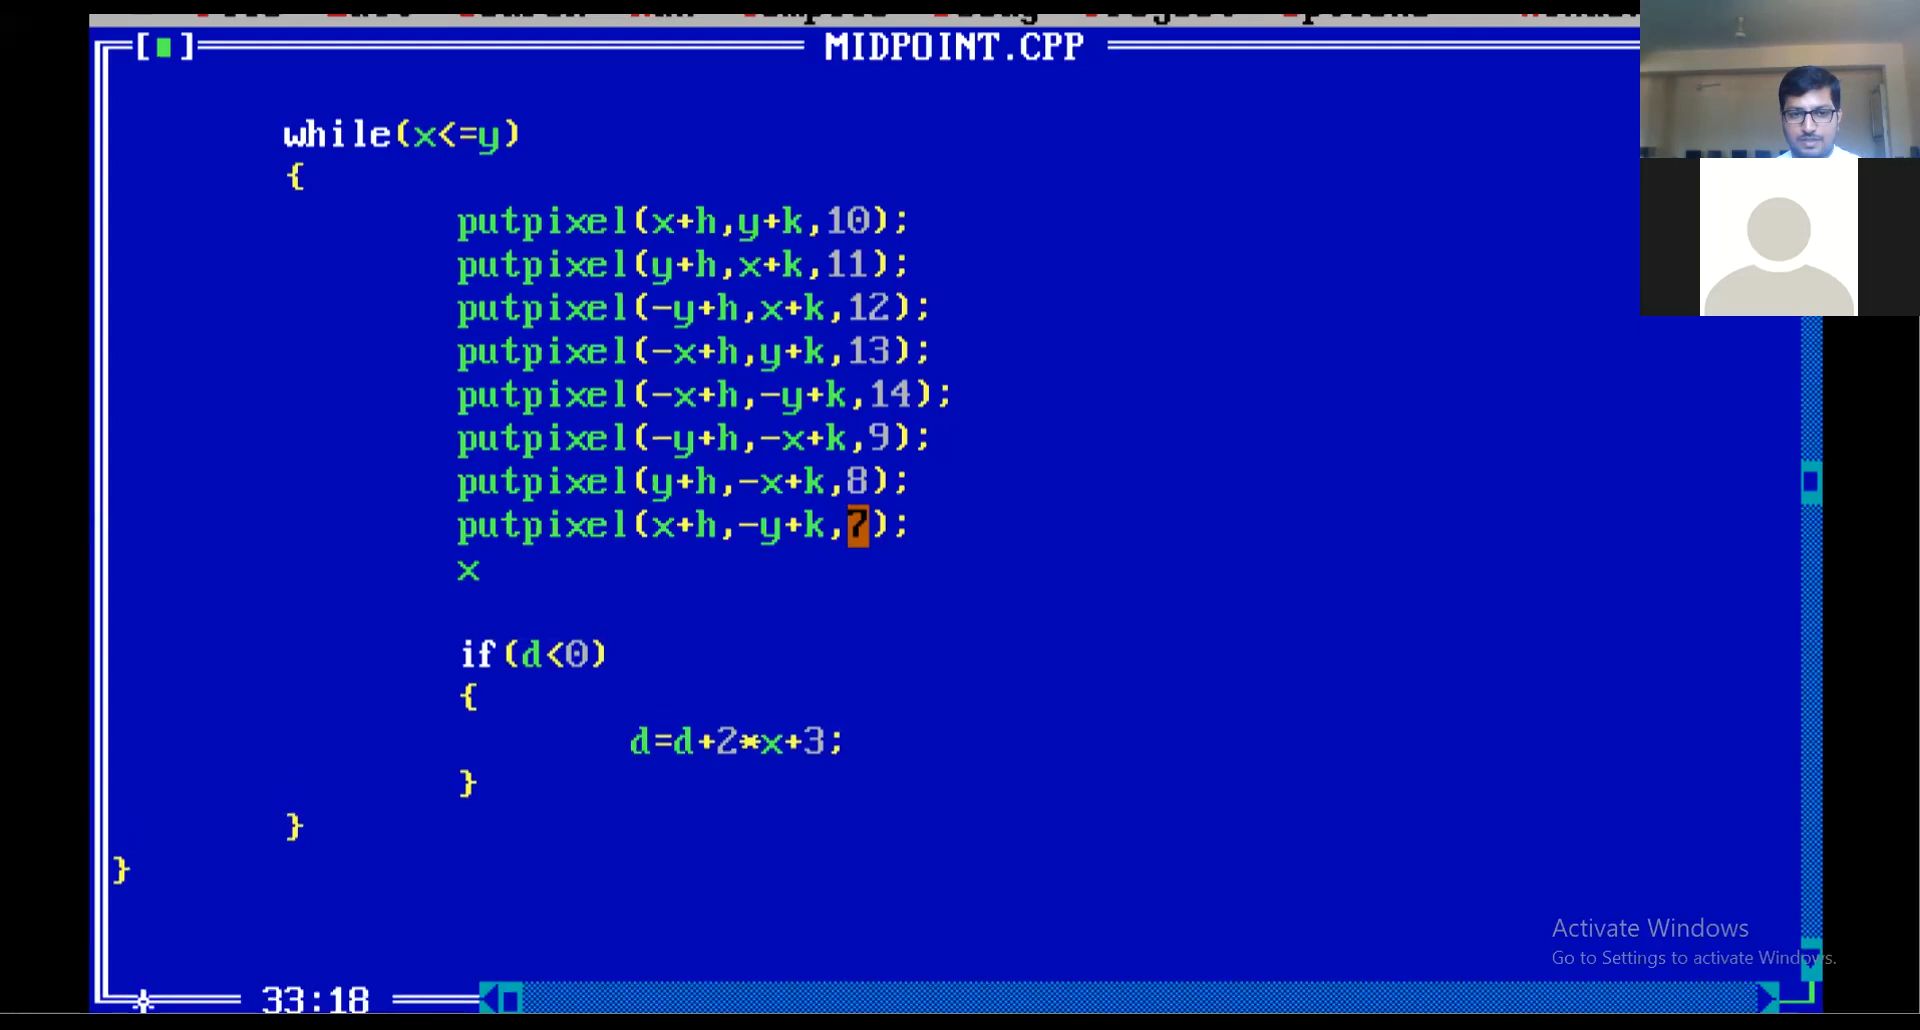 MIDPOINT.CPP
while(x<=y)
{
putpixel(x+h,y+k,10);
putpixel(y+h,x+k,11);
putpixel(-y+h,x+k,12);
putpixel(-x+h,y+k,13);
putpixel(-x+h,-y+k,14);
putpixel(-y+h,-x+k,9);
putpixel(y+h,-x+k,8);
putpixel(x+h,-y+k,7);
x
if(d<0)
{
d=d+2*x+3;
}
}
}
Activate Windows
Go to Settings to activate Windows.
33:18